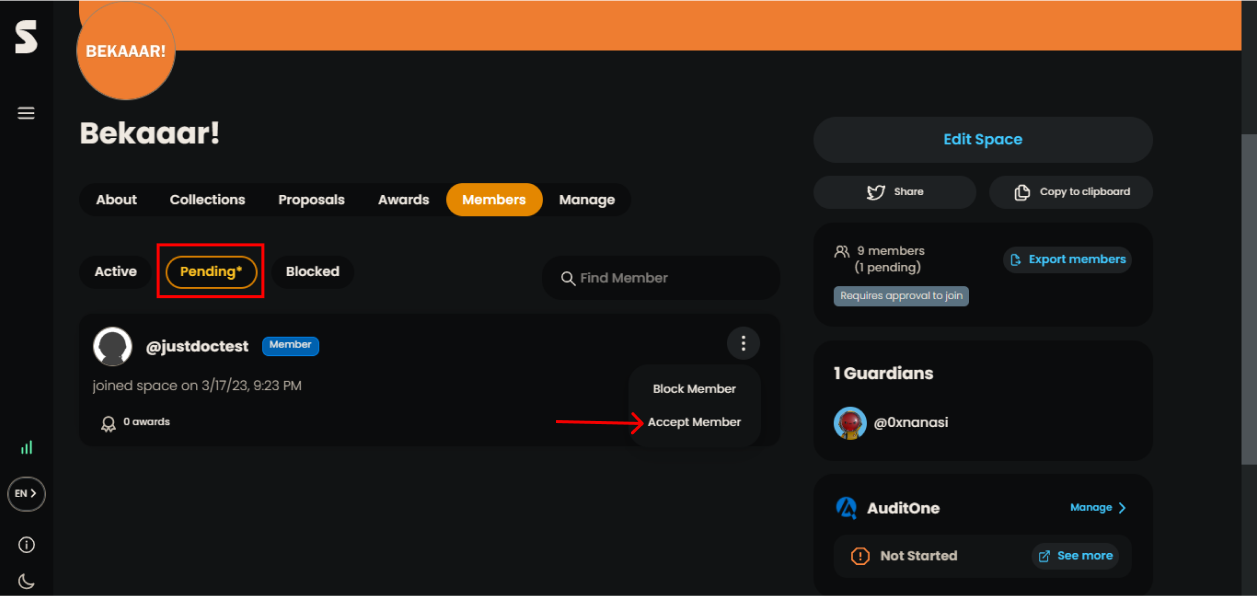 BEKAAAR!
Bekaaar!
About Collections Proposals Awards Members Manage
Active Pending* Blocked
Find Member
@justdoctest Member
joined space on 3/17/23, 9:23 PM
0 awards
Block Member
Accept Member
Edit Space
Share Copy to clipboard
9 members
(1 pending)
Export members
Requires approval to join
1 Guardians
@0xnanasi
AuditOne Manage
Not Started See more
EN